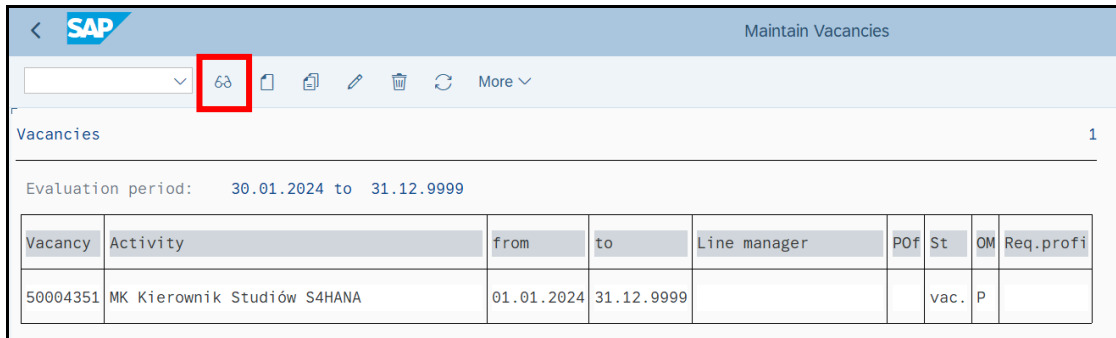 SAP
Maintain Vacancies
More
Vacancies 1
Evaluation period: 30.01.2024 to 31.12.9999
Vacancy Activity from to Line manager POf St OM Req.profi
50004351 MK Kierownik Studiów S4HANA 01.01.2024 31.12.9999 vac. P